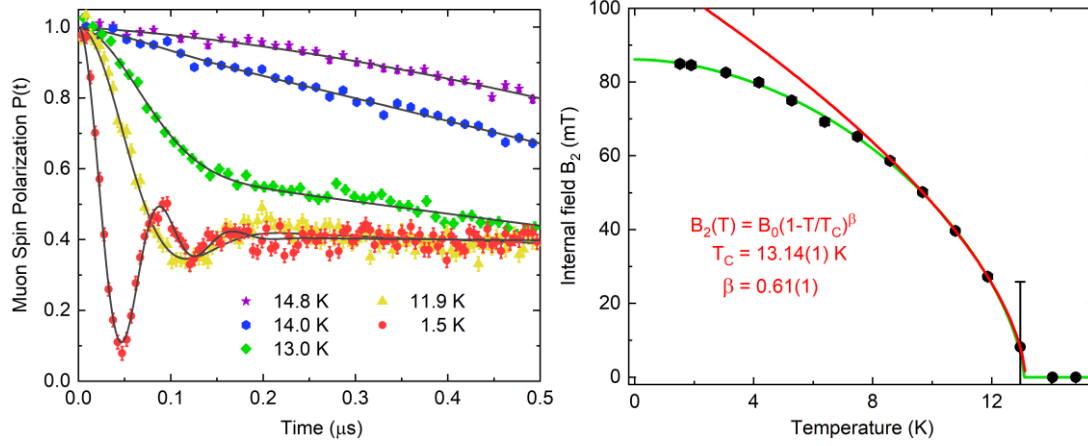 Muon Spin Polarization P(t)
1.0
0.8
0.6
0.4
0.2
0.0
14.8 K
14.0 K
13.0 K
11.9 K
1.5 K
0.0 0.1 0.2 0.3 0.4 0.5
Time (μs)
Internal field B₂ (mT)
100
80
60
40
20
0
B₂(T) = B₀(1-T/T_C)^β
T_C = 13.14(1) K
β = 0.61(1)
0 4 8 12
Temperature (K)